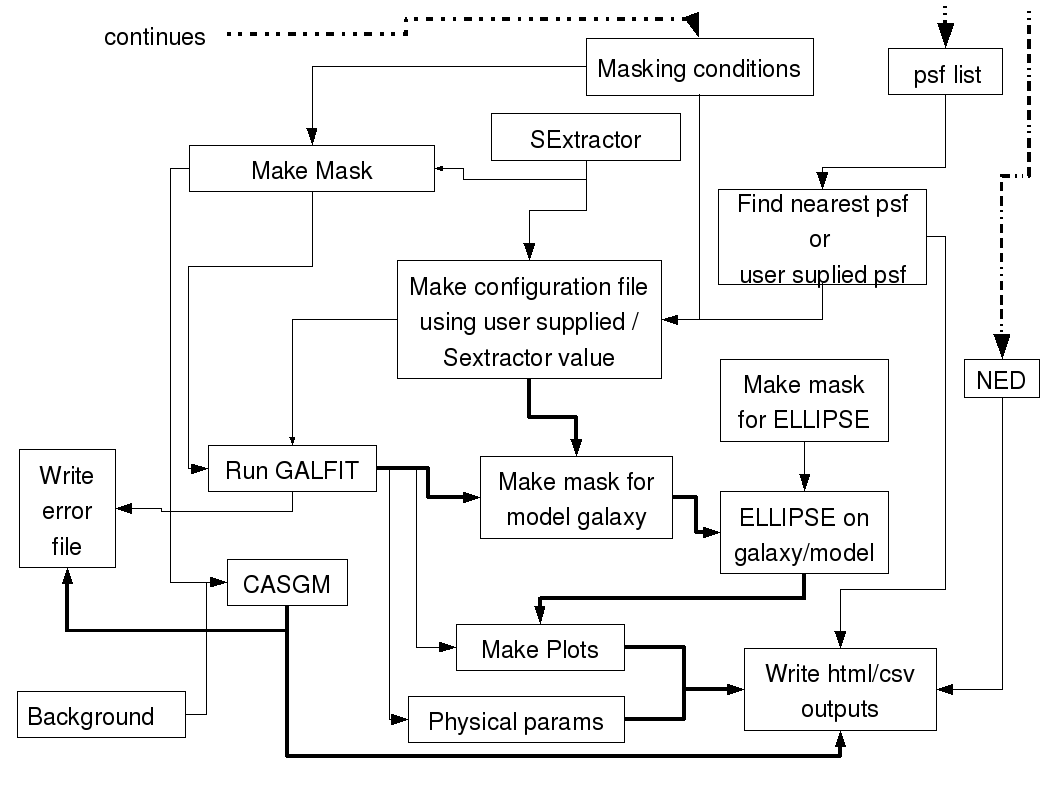 continues
Masking conditions
psf list
SExtractor
Make Mask
Find nearest psf
or
user suplied psf
Make configuration file
using user supplied /
Sextractor value
NED
Make mask
for ELLIPSE
Run GALFIT
Write
error
file
Make mask for
model galaxy
ELLIPSE on
galaxy/model
CASGM
Make Plots
Write html/csv
outputs
Background
Physical params